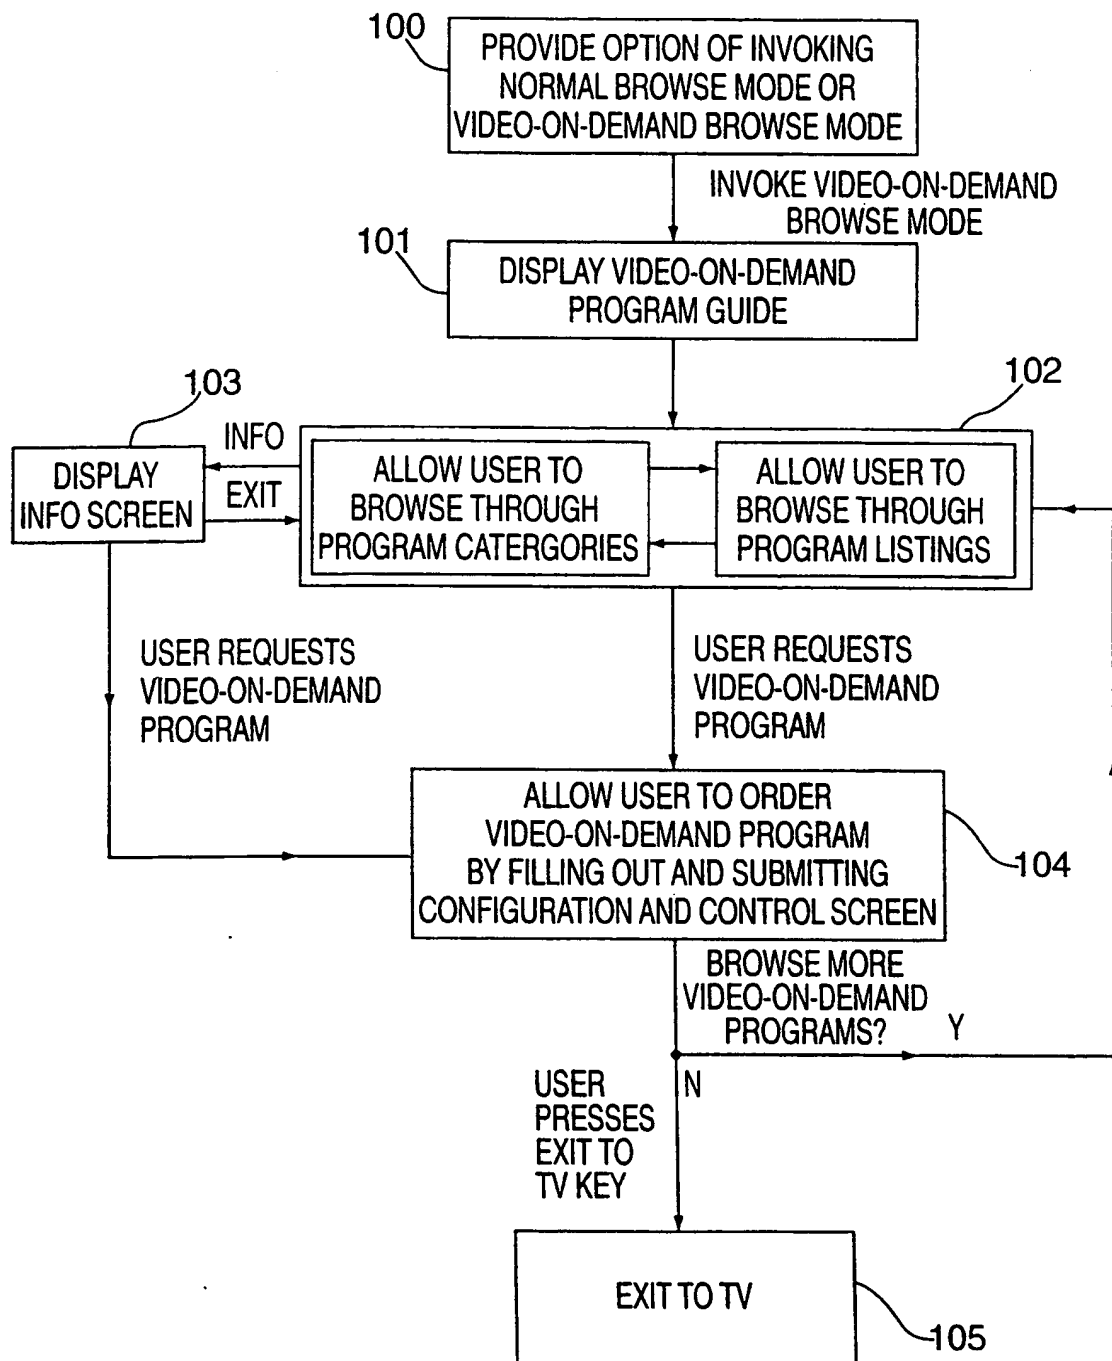 100
PROVIDE OPTION OF INVOKING
NORMAL BROWSE MODE OR
VIDEO-ON-DEMAND BROWSE MODE
INVOKE VIDEO-ON-DEMAND
BROWSE MODE
101
DISPLAY VIDEO-ON-DEMAND
PROGRAM GUIDE
103
102
INFO
DISPLAY
INFO SCREEN
EXIT
ALLOW USER TO
BROWSE THROUGH
PROGRAM CATERGORIES
ALLOW USER TO
BROWSE THROUGH
PROGRAM LISTINGS
USER REQUESTS
VIDEO-ON-DEMAND
PROGRAM
USER REQUESTS
VIDEO-ON-DEMAND
PROGRAM
ALLOW USER TO ORDER
VIDEO-ON-DEMAND PROGRAM
BY FILLING OUT AND SUBMITTING
CONFIGURATION AND CONTROL SCREEN
104
BROWSE MORE
VIDEO-ON-DEMAND
PROGRAMS?
Y
N
USER
PRESSES
EXIT TO
TV KEY
EXIT TO TV
105